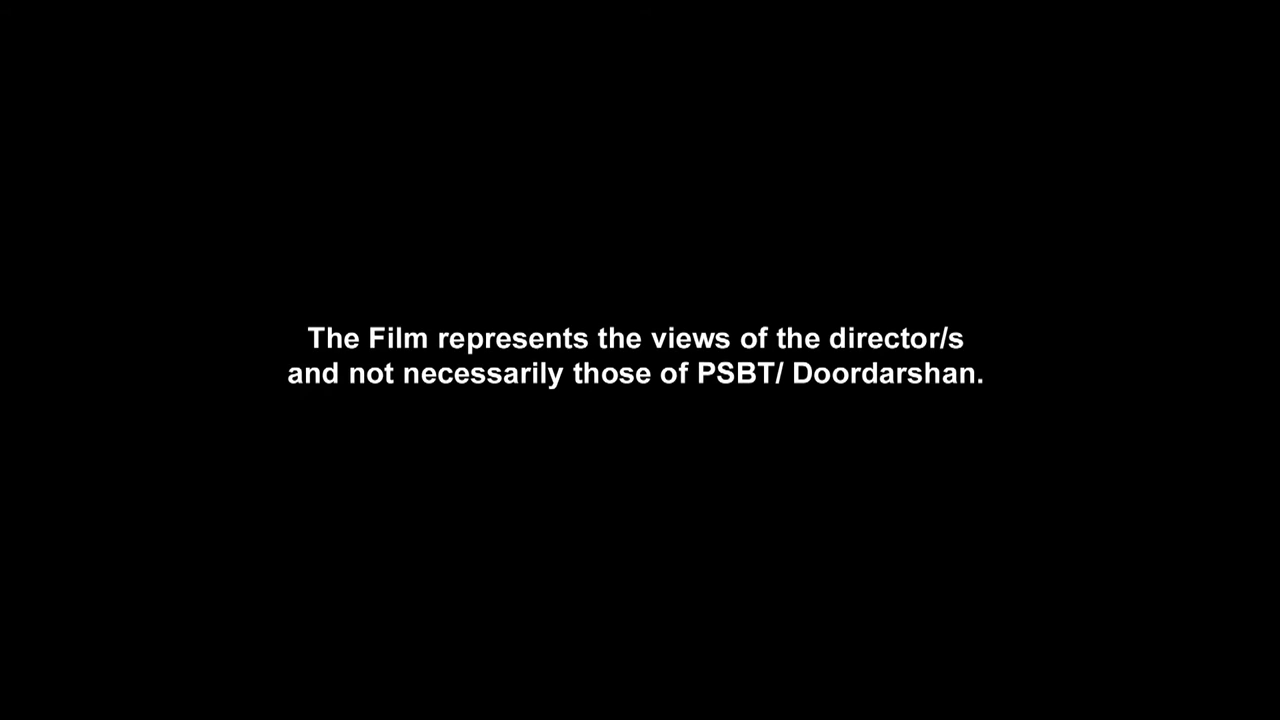 The Film represents the views of the director/s
and not necessarily those of PSBT/ Doordarshan.